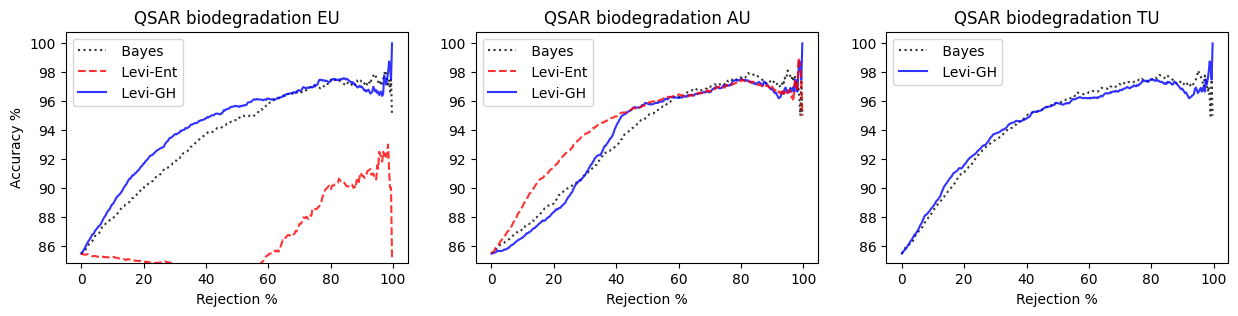 QSAR biodegradation EU
Accuracy %
100
98
96
94
92
90
88
86
Bayes
Levi-Ent
Levi-GH
0 20 40 60 80 100
Rejection %
QSAR biodegradation AU
100
98
96
94
92
90
88
86
Bayes
Levi-Ent
Levi-GH
0 20 40 60 80 100
Rejection %
QSAR biodegradation TU
100
98
96
94
92
90
88
86
Bayes
Levi-GH
0 20 40 60 80 100
Rejection %